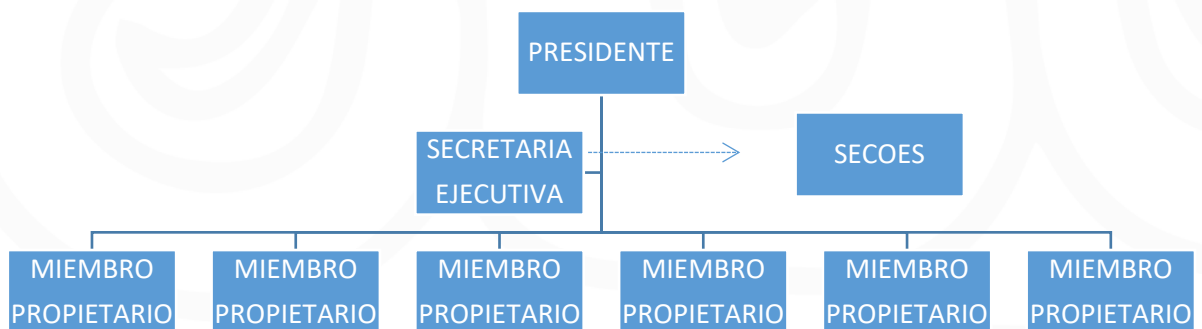 PRESIDENTE
SECRETARIA
EJECUTIVA
SECOES
MIEMBRO
PROPIETARIO
MIEMBRO
PROPIETARIO
MIEMBRO
PROPIETARIO
MIEMBRO
PROPIETARIO
MIEMBRO
PROPIETARIO
MIEMBRO
PROPIETARIO